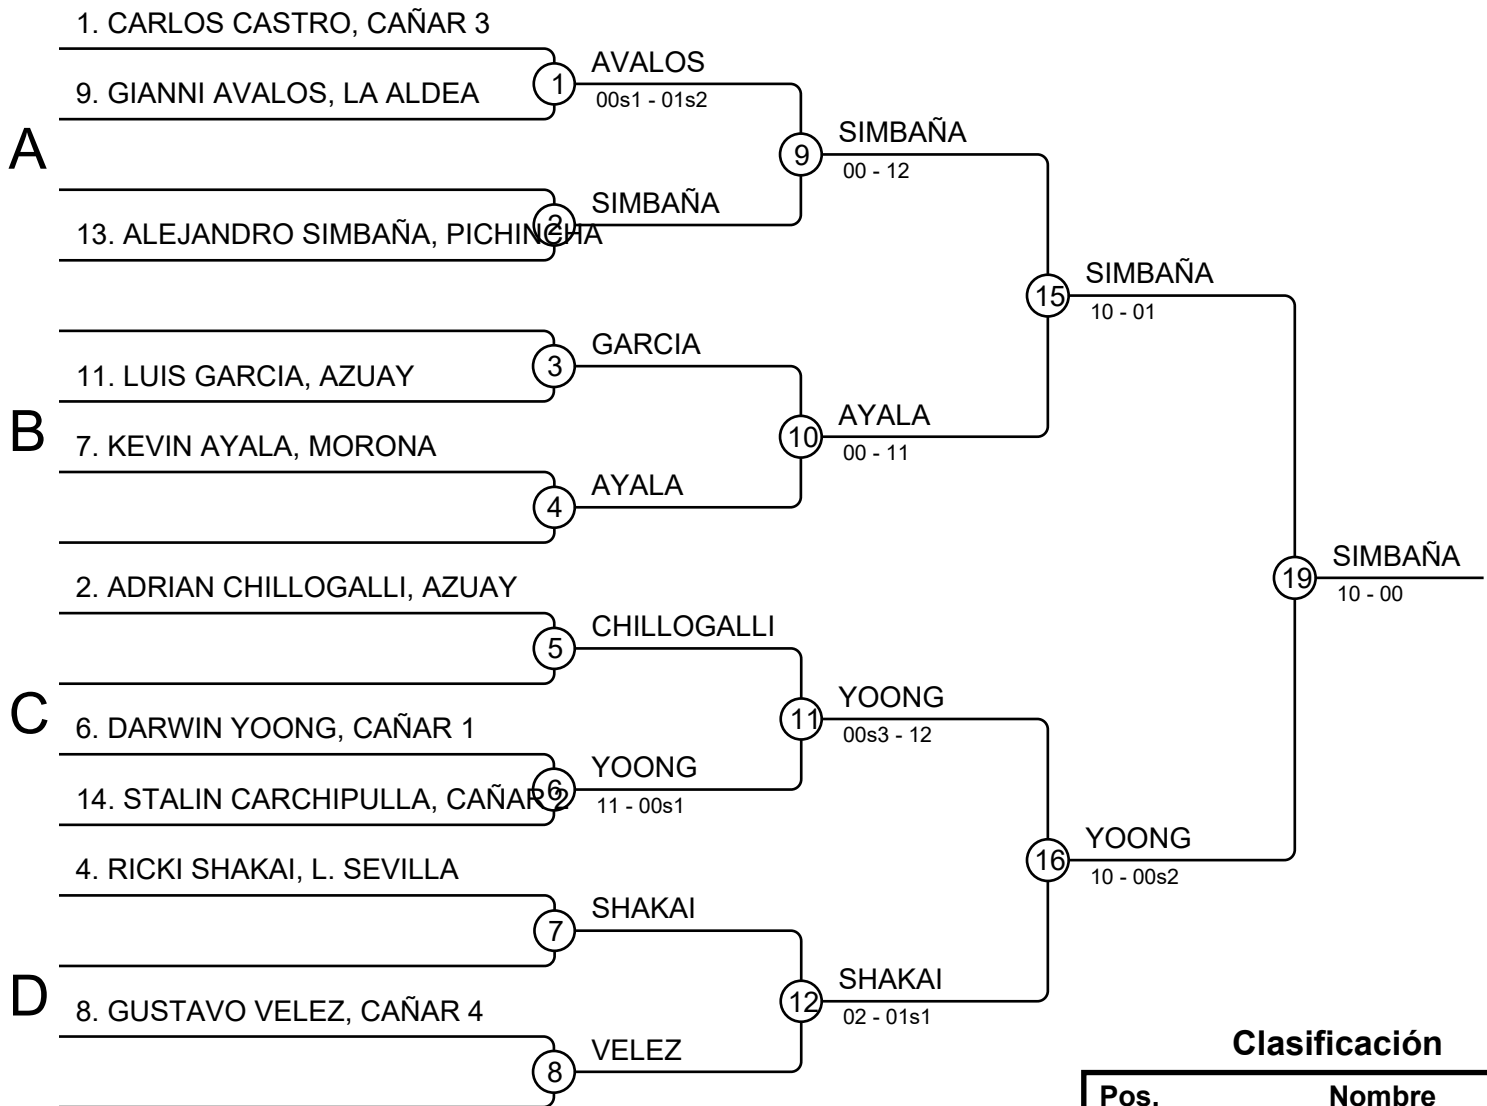 1. CARLOS CASTRO, CAÑAR 3
1
AVALOS
00s1 - 01s2
9. GIANNI AVALOS, LA ALDEA
A
9
SIMBAÑA
00 - 12
2
SIMBAÑA
13. ALEJANDRO SIMBAÑA, PICHINCHA
15
SIMBAÑA
10 - 01
3
GARCIA
11. LUIS GARCIA, AZUAY
B
10
AYALA
00 - 11
7. KEVIN AYALA, MORONA
4
AYALA
19
SIMBAÑA
10 - 00
2. ADRIAN CHILLOGALLI, AZUAY
5
CHILLOGALLI
C
11
YOONG
00s3 - 12
6. DARWIN YOONG, CAÑAR 1
6
YOONG
11 - 00s1
14. STALIN CARCHIPULLA, CAÑAR 2
16
YOONG
10 - 00s2
4. RICKI SHAKAI, L. SEVILLA
7
SHAKAI
D
12
SHAKAI
02 - 01s1
8. GUSTAVO VELEZ, CAÑAR 4
8
VELEZ
Clasificación
Pos. Nombre